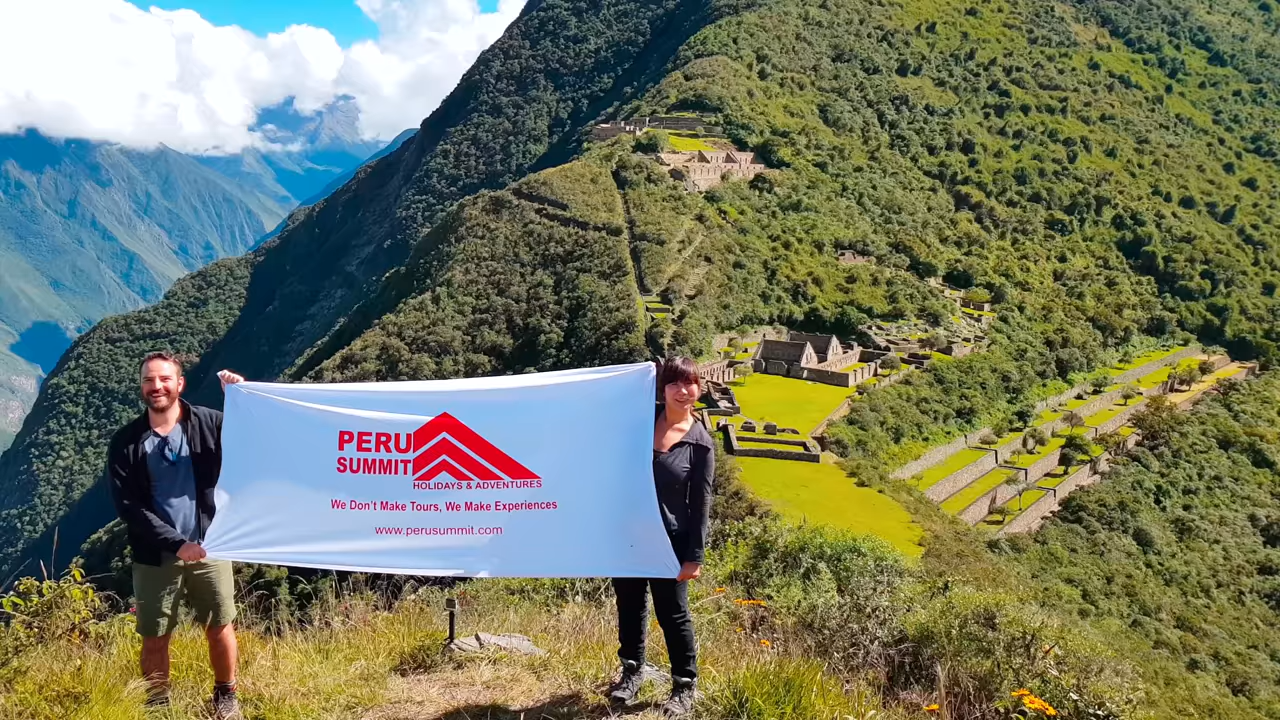 PERU
SUMMIT
HOLIDAYS & ADVENTURES
We Don't Make Tours, We Make Experiences
www.perusummit.com